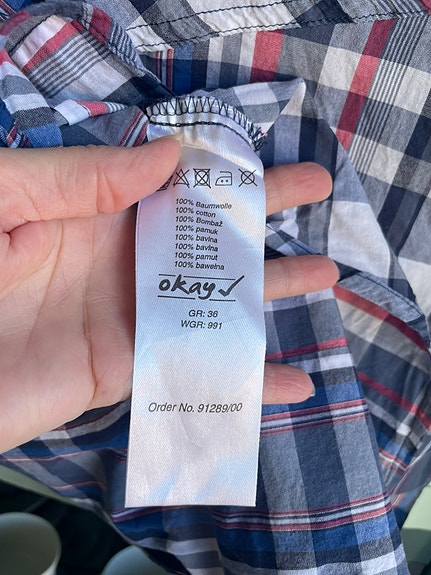 100% Baumwolle
100% cotton
100% Bombaž
100% pamuk
100% bavlna
100% bavlna
100% pamut
100% bawełna
okay
GR: 36
WGR: 991
Order No. 91289/00